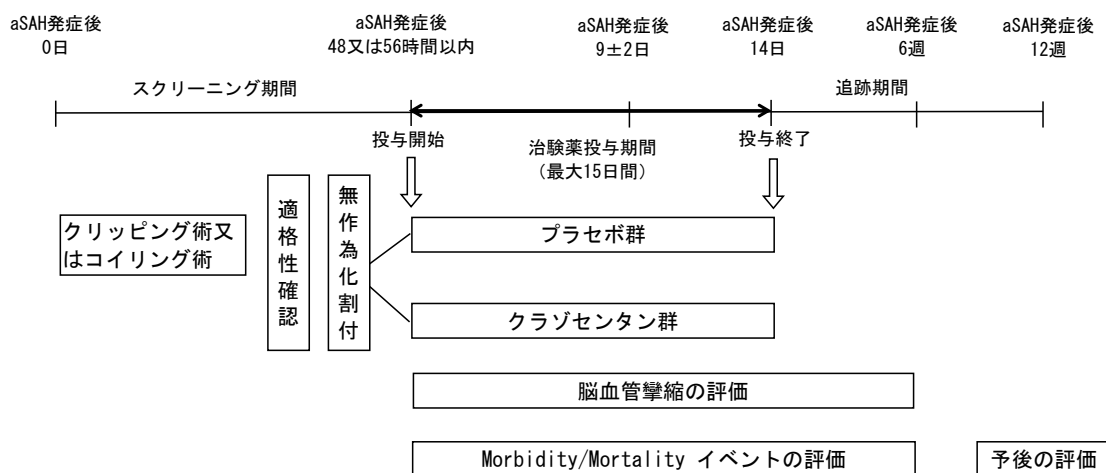 aSAH発症後
0日
aSAH発症後
48又は56時間以内
aSAH発症後
9±2日
aSAH発症後
14日
aSAH発症後
6週
aSAH発症後
12週
スクリーニング期間
追跡期間
投与開始
治験薬投与期間
(最大15日間)
投与終了
クリッピング術又
はコイリング術
適格性確認
無作為化割付
プラセボ群
クラゾセンタン群
脳血管攣縮の評価
Morbidity/Mortality イベントの評価
予後の評価